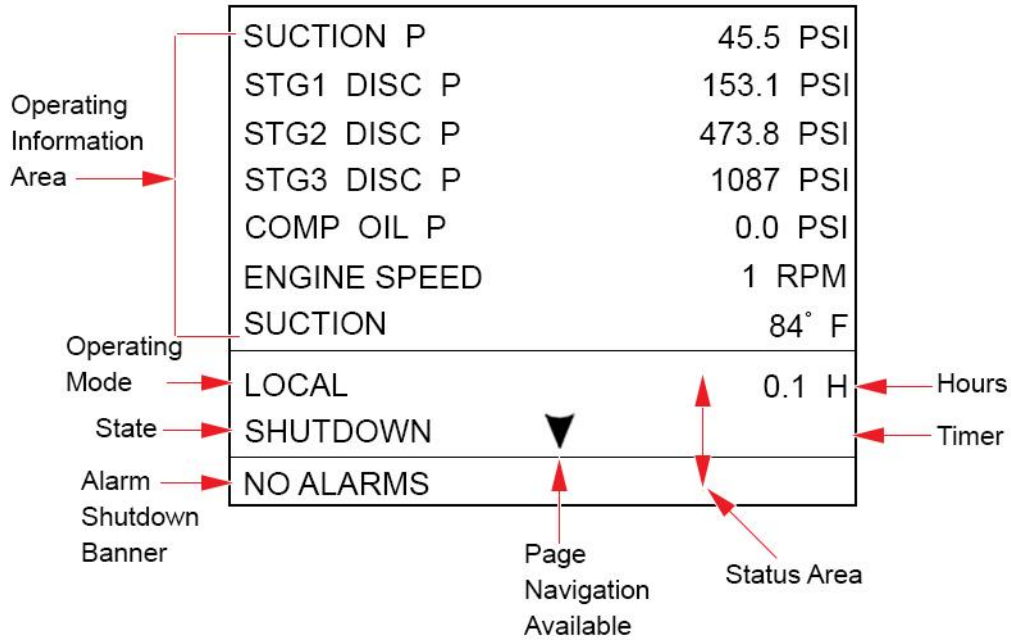 SUCTION P 45.5 PSI
STG1 DISC P 153.1 PSI
STG2 DISC P 473.8 PSI
STG3 DISC P 1087 PSI
COMP OIL P 0.0 PSI
ENGINE SPEED 1 RPM
SUCTION 84° F
LOCAL 0.1 H
SHUTDOWN
NO ALARMS
Operating
Information
Area
Operating
Mode
State
Alarm
Shutdown
Banner
Hours
Timer
Page
Navigation
Available
Status Area